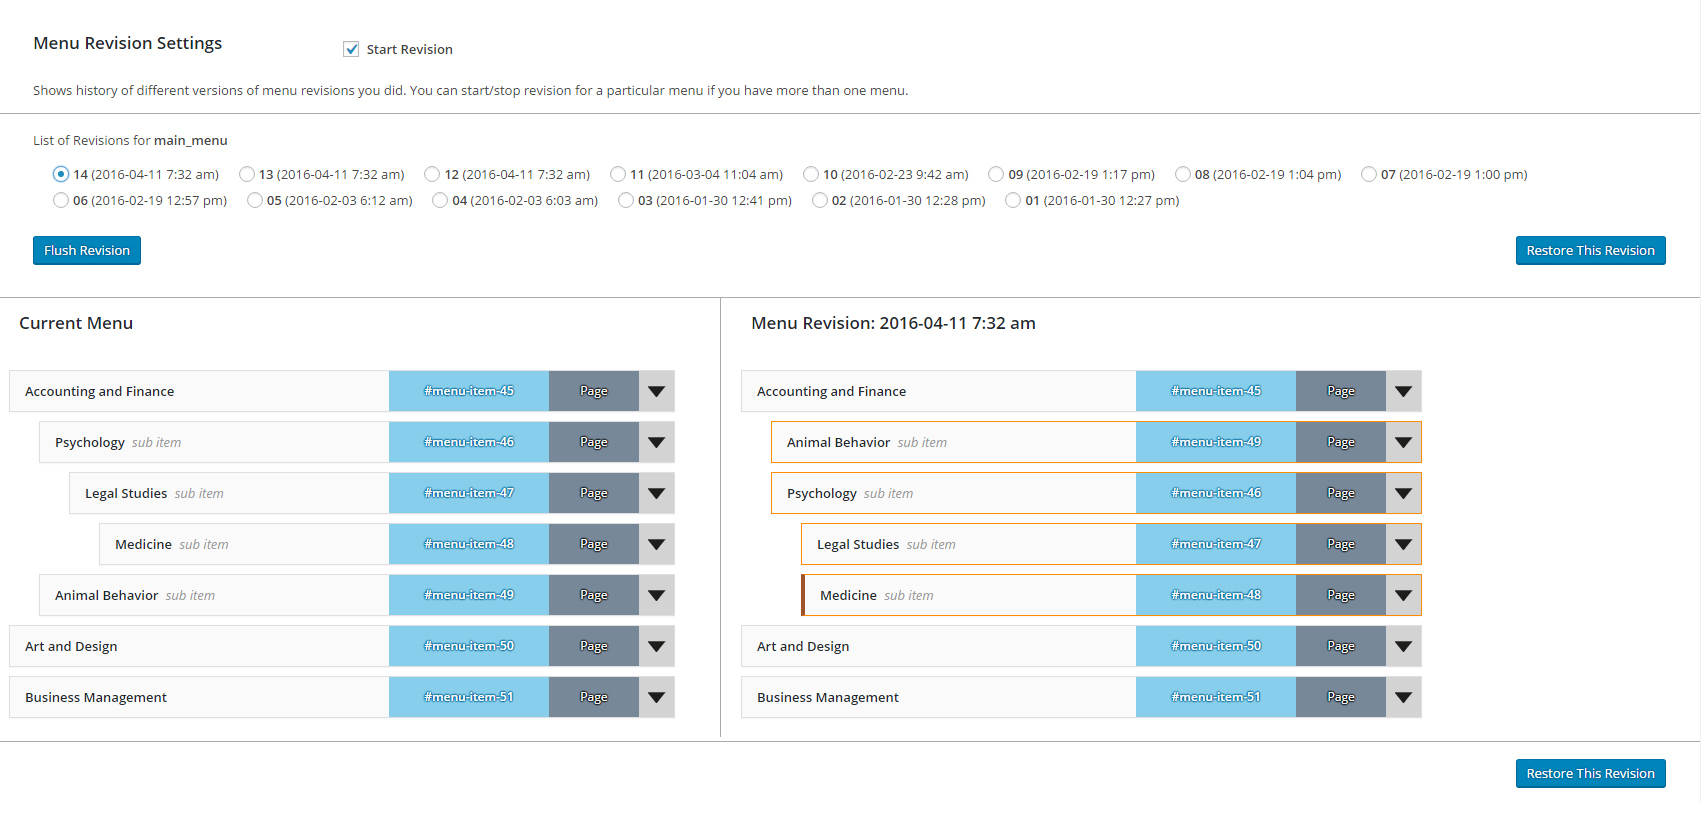 Menu Revision Settings
Start Revision
Shows history of different versions of menu revisions you did. You can start/stop revision for a particular menu if you have more than one menu.
List of Revisions for main_menu
14 (2016-04-11 7:32 am) 13 (2016-04-11 7:32 am) 12 (2016-04-11 7:32 am) 11 (2016-03-04 11:04 am) 10 (2016-02-23 9:42 am) 09 (2016-02-19 1:17 pm) 08 (2016-02-19 1:04 pm) 07 (2016-02-19 1:00 pm)
06 (2016-02-19 12:57 pm) 05 (2016-02-03 6:12 am) 04 (2016-02-03 6:03 am) 03 (2016-01-30 12:41 pm) 02 (2016-01-30 12:28 pm) 01 (2016-01-30 12:27 pm)
Flush Revision
Restore This Revision
Current Menu
Accounting and Finance #menu-item-45 Page
Psychology sub item #menu-item-46 Page
Legal Studies sub item #menu-item-47 Page
Medicine sub item #menu-item-48 Page
Animal Behavior sub item #menu-item-49 Page
Art and Design #menu-item-50 Page
Business Management #menu-item-51 Page
Menu Revision: 2016-04-11 7:32 am
Accounting and Finance #menu-item-45 Page
Animal Behavior sub item #menu-item-49 Page
Psychology sub item #menu-item-46 Page
Legal Studies sub item #menu-item-47 Page
Medicine sub item #menu-item-48 Page
Art and Design #menu-item-50 Page
Business Management #menu-item-51 Page
Restore This Revision